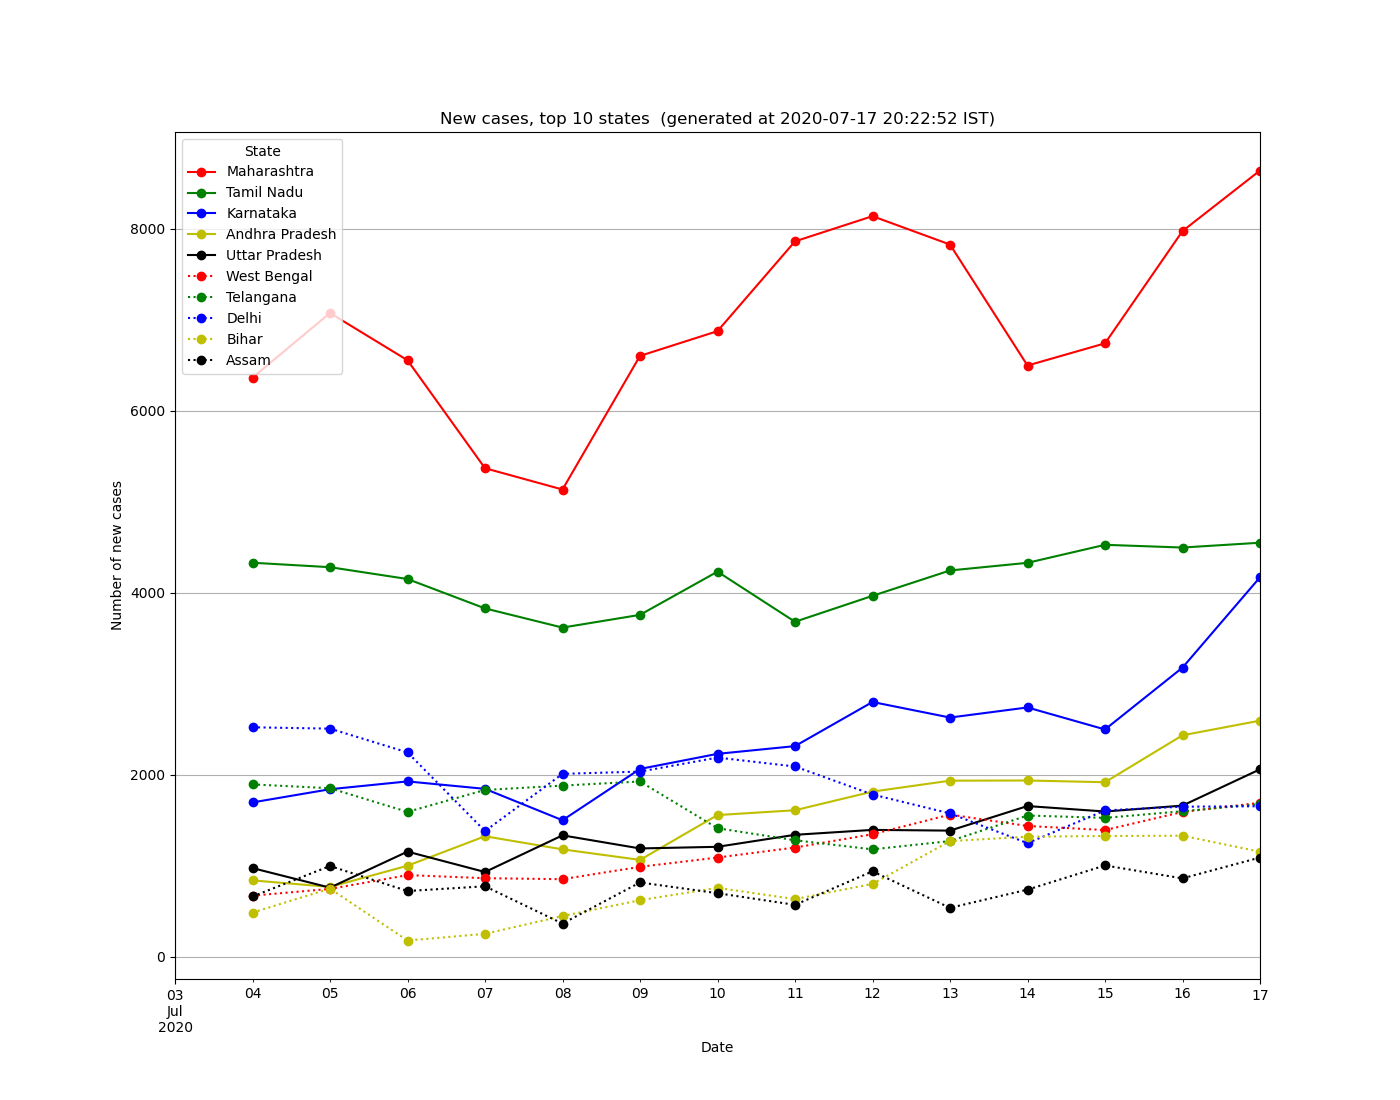 New cases, top 10 states  (generated at 2020-07-17 20:22:52 IST)
State
Maharashtra
Tamil Nadu
Karnataka
Andhra Pradesh
Uttar Pradesh
West Bengal
Telangana
Delhi
Bihar
Assam
Number of new cases
8000
6000
4000
2000
0
03 04 05 06 07 08 09 10 11 12 13 14 15 16 17
Jul
2020
Date